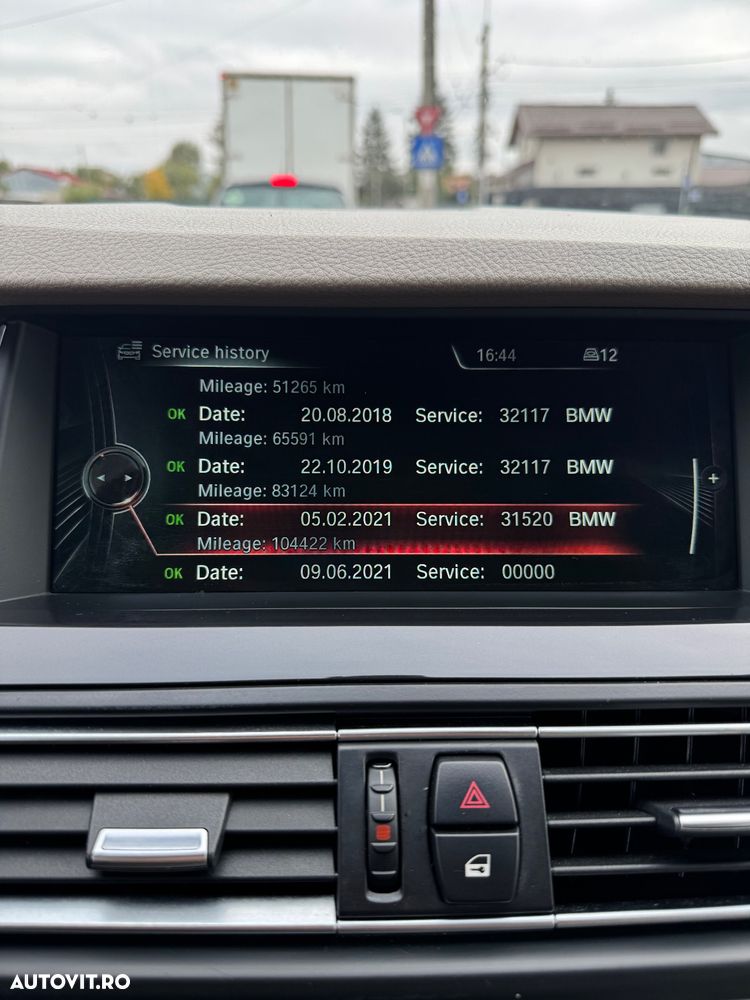 Service history 16:44 12
Mileage: 51265 km
OK Date: 20.08.2018 Service: 32117 BMW
Mileage: 65591 km
OK Date: 22.10.2019 Service: 32117 BMW
Mileage: 83124 km
OK Date: 05.02.2021 Service: 31520 BMW
Mileage: 104422 km
OK Date: 09.06.2021 Service: 00000
AUTOVIT.RO